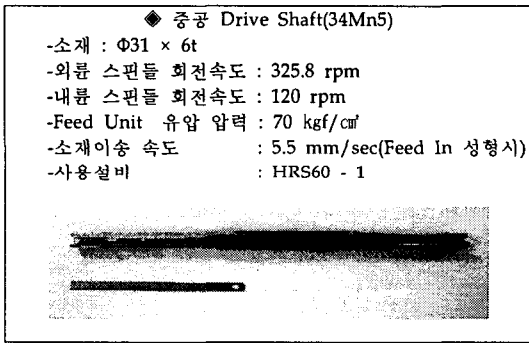 ◈ 중공 Drive Shaft(34Mn5)
-소재 : Φ31 × 6t
-외륜 스핀들 회전속도 : 325.8 rpm
-내륜 스핀들 회전속도 : 120 rpm
-Feed Unit 유압 압력 : 70 kgf/㎠
-소재이송 속도 : 5.5 mm/sec(Feed In 성형시)
-사용설비 : HRS60 - 1